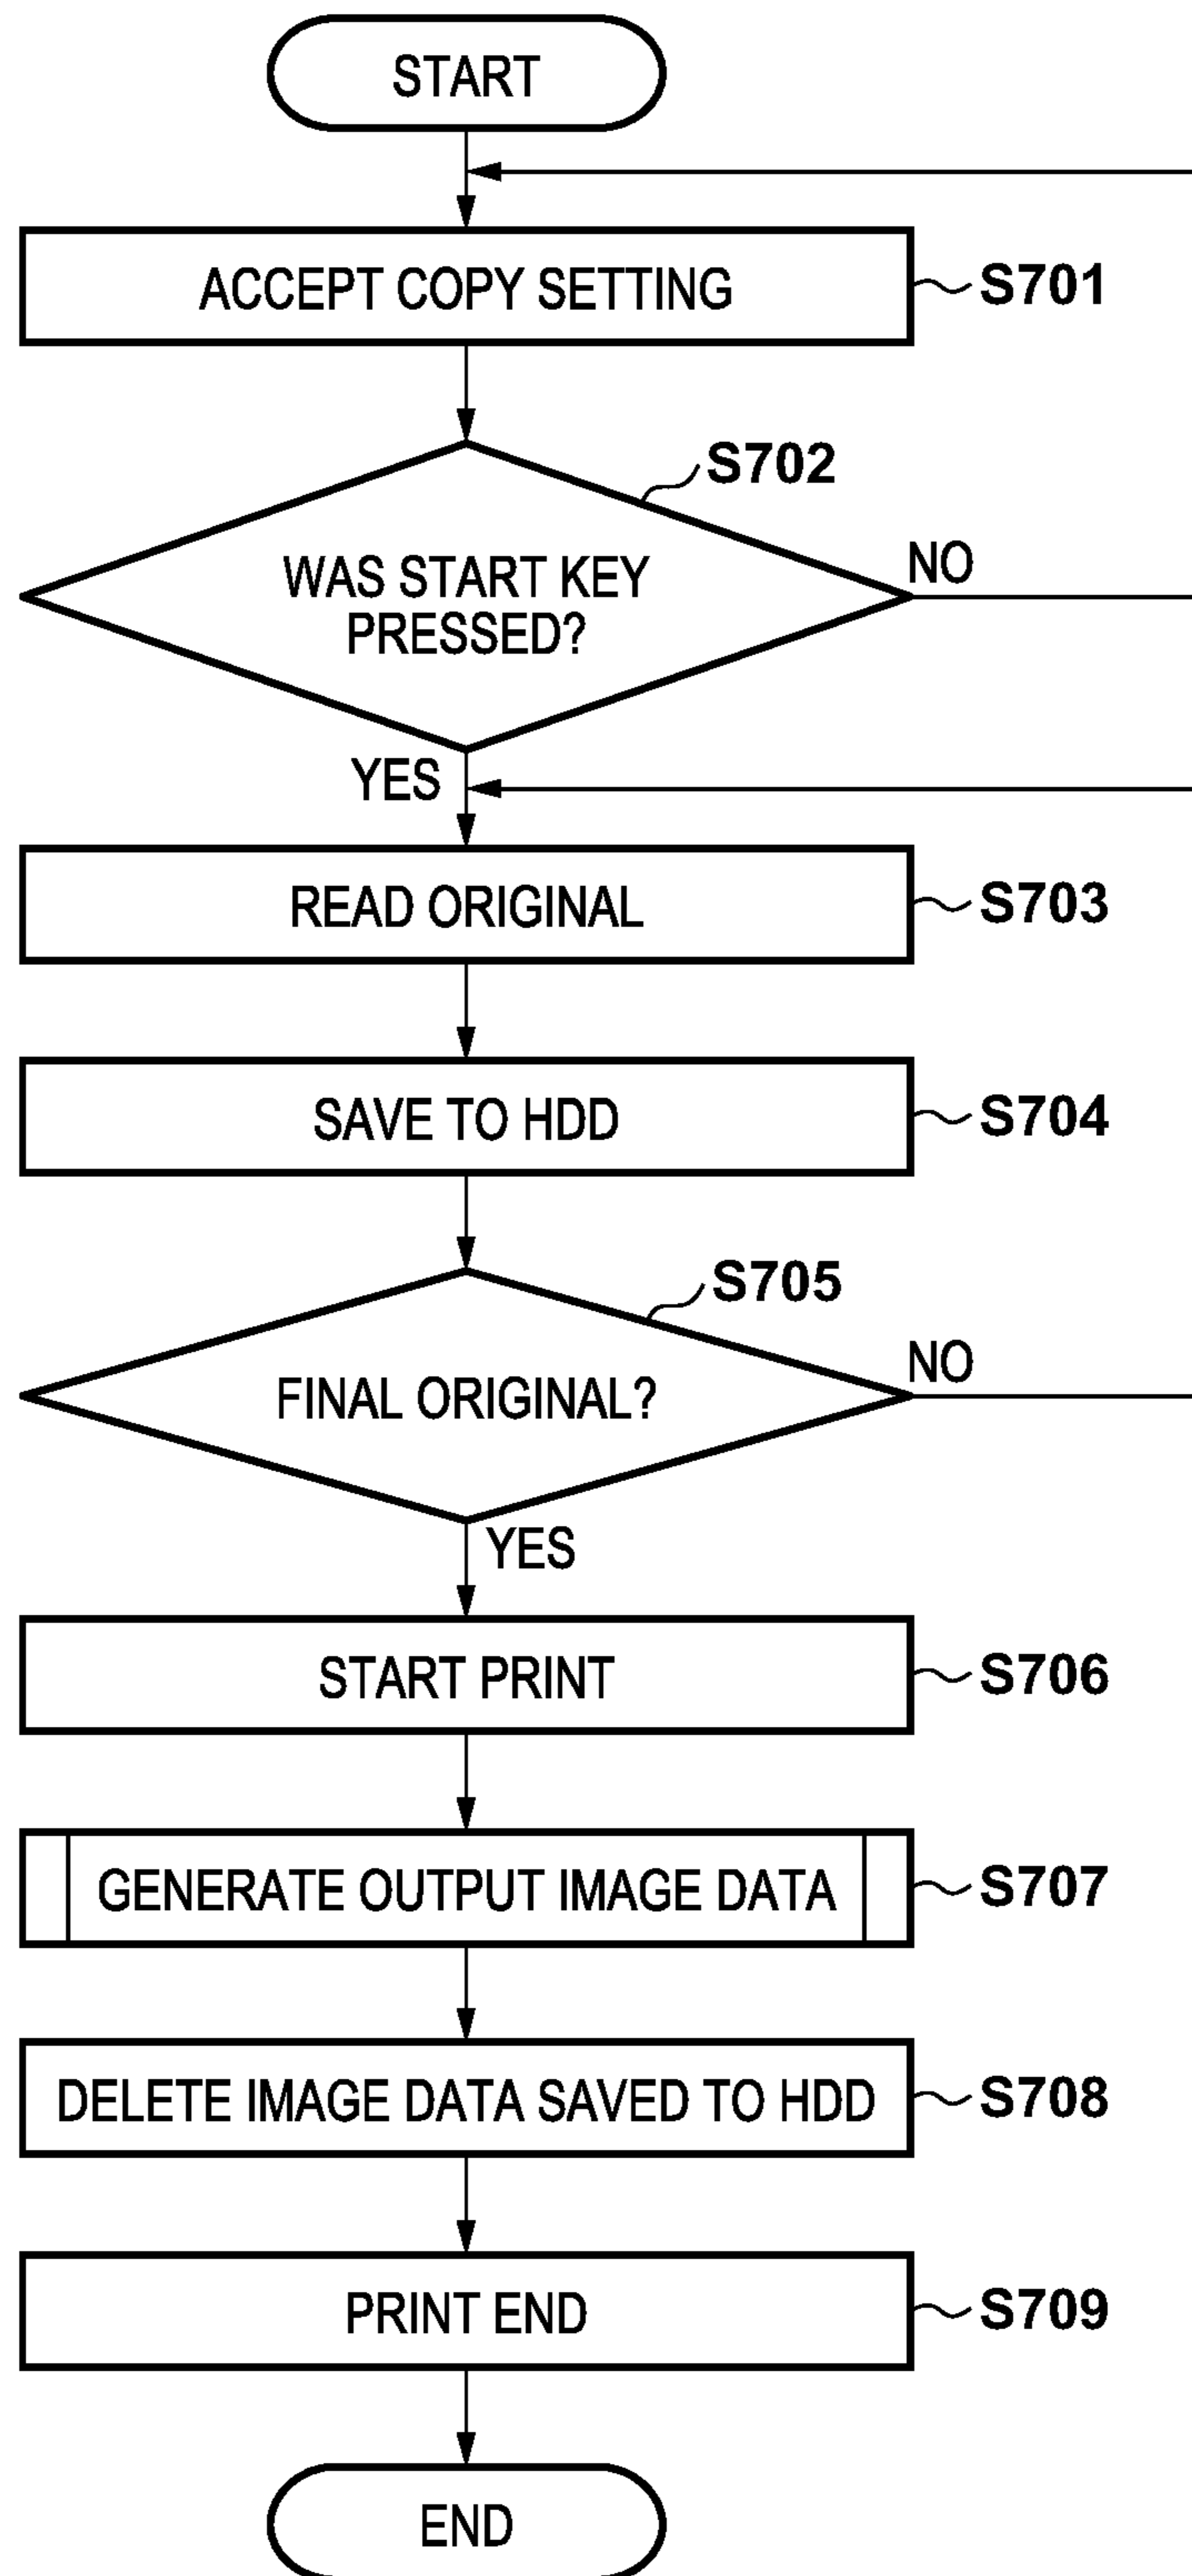 START
ACCEPT COPY SETTING
S701
S702
WAS START KEY
PRESSED?
NO
YES
READ ORIGINAL
S703
SAVE TO HDD
S704
S705
FINAL ORIGINAL?
NO
YES
START PRINT
S706
GENERATE OUTPUT IMAGE DATA
S707
DELETE IMAGE DATA SAVED TO HDD
S708
PRINT END
S709
END